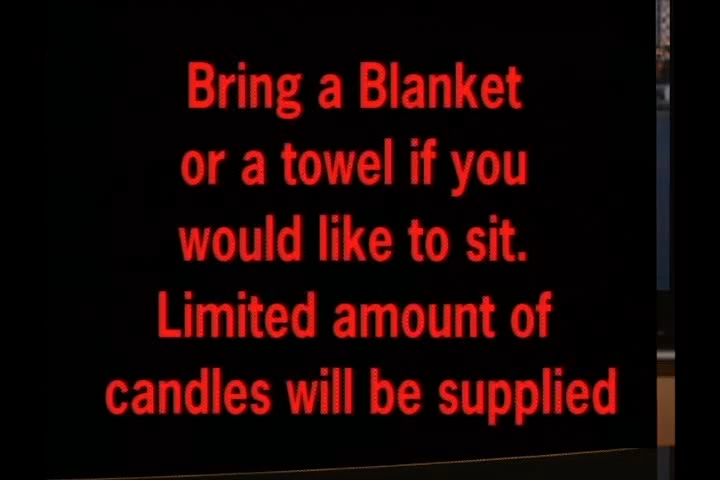 Bring a Blanket
or a towel if you
would like to sit.
Limited amount of
candles will be supplied